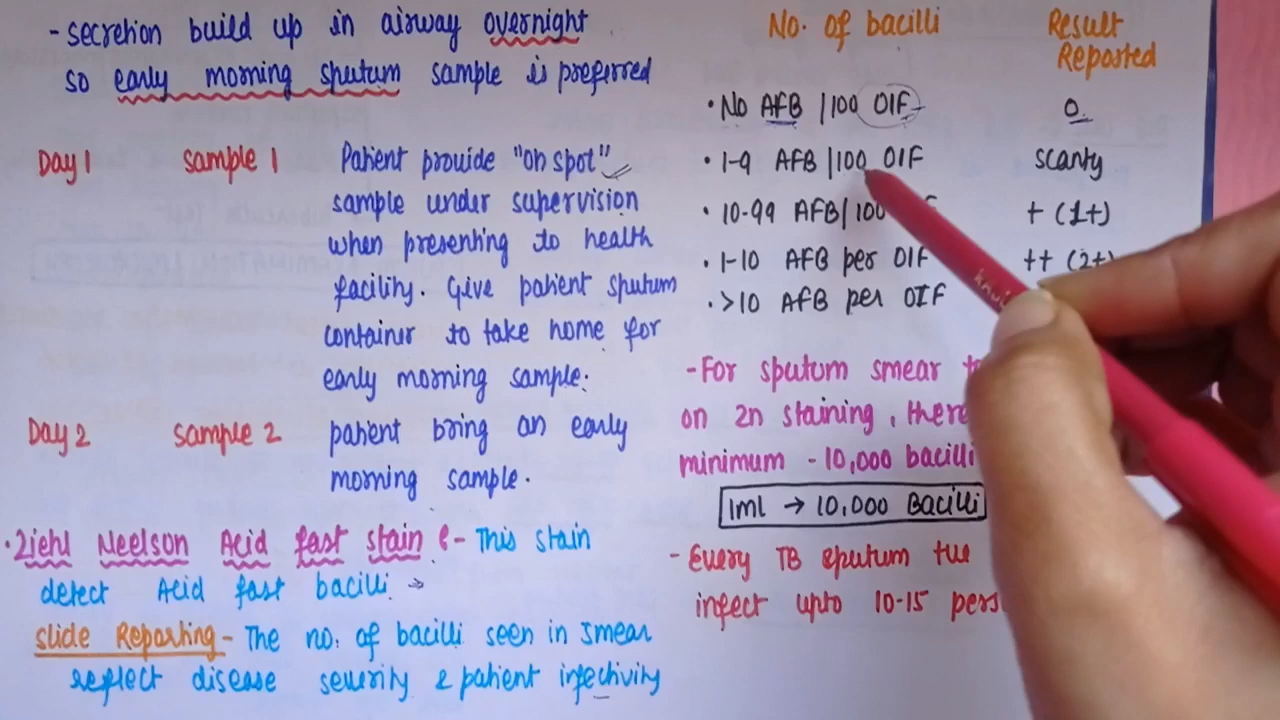 - secretion build up in airway overnight
so early morning sputum sample is preferred
Day 1 sample 1 Patient provide "on spot"
sample under supervision
when presenting to health
facility. Give patient sputum
container to take home for
early morning sample.
Day 2 sample 2 patient bring an early
morning sample.
• Ziehl Neelson Acid fast stain :- This stain
detect Acid fast bacilli →
slide Reporting - The no. of bacilli seen in smear
reflect disease severity & patient infectivity
No. of bacilli Result
Reported
• No AFB /100 OIF 0
• 1-9 AFB /100 OIF scanty
• 10-99 AFB/100 + (1+)
• 1-10 AFB per OIF ++ (2+)
• >10 AFB per OIF
- For sputum smear
on Zn staining, there
minimum - 10,000 bacilli
1ml → 10,000 Bacilli
- Every TB sputum +ve
infect upto 10-15